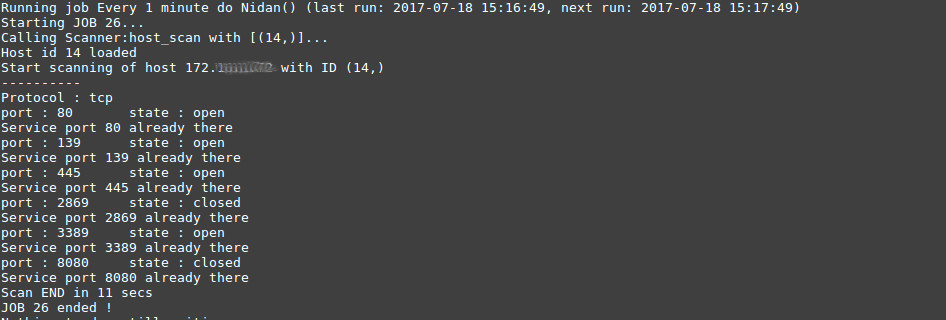 Running job Every 1 minute do Nidan() (last run: 2017-07-18 15:16:49, next run: 2017-07-18 15:17:49)
Starting JOB 26...
Calling Scanner:host_scan with [(14,)]...
Host id 14 loaded
Start scanning of host 172. with ID (14,)
----------
Protocol : tcp
port : 80 state : open
Service port 80 already there
port : 139 state : open
Service port 139 already there
port : 445 state : open
Service port 445 already there
port : 2869 state : closed
Service port 2869 already there
port : 3389 state : open
Service port 3389 already there
port : 8080 state : closed
Service port 8080 already there
Scan END in 11 secs
JOB 26 ended !